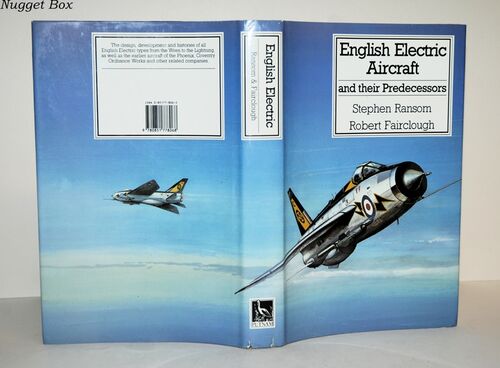 Nugget Box
The design, development and histories of all
English Electric types from the Wren to the Lightning
as well as the earlier aircraft of the Phoenix, Coventry
Ordnance Works and other related companies.
9780851778068
English Electric
Ransom & Fairclough
PUTNAM
English Electric
Aircraft
and their Predecessors
Stephen Ransom
Robert Fairclough